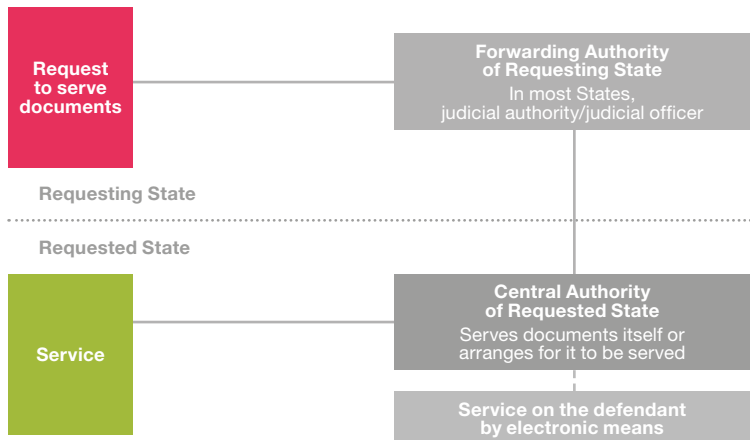 Request
to serve
documents
Forwarding Authority
of Requesting State
In most States,
judicial authority/judicial officer
Requesting State
Requested State
Service
Central Authority
of Requested State
Serves documents itself or
arranges for it to be served
Service on the defendant
by electronic means